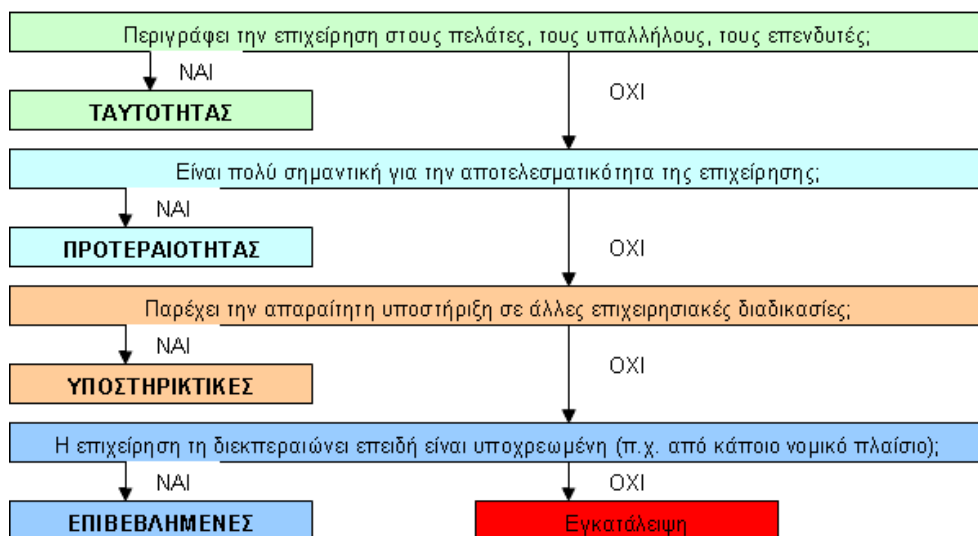 Περιγράφει την επιχείρηση στους πελάτες, τους υπαλλήλους, τους επενδυτές;
ΝΑΙ
ΟΧΙ
ΤΑΥΤΟΤΗΤΑΣ
Είναι πολύ σημαντική για την αποτελεσματικότητα της επιχείρησης;
ΝΑΙ
ΠΡΟΤΕΡΑΙΟΤΗΤΑΣ
ΟΧΙ
Παρέχει την απαραίτητη υποστήριξη σε άλλες επιχειρησιακές διαδικασίες;
ΝΑΙ
ΟΧΙ
ΥΠΟΣΤΗΡΙΚΤΙΚΕΣ
Η επιχείρηση τη διεκπεραιώνει επειδή είναι υποχρεωμένη (π.χ. από κάποιο νομικό πλαίσιο);
ΝΑΙ
ΟΧΙ
ΕΠΙΒΕΒΛΗΜΕΝΕΣ
Εγκατάλειψη